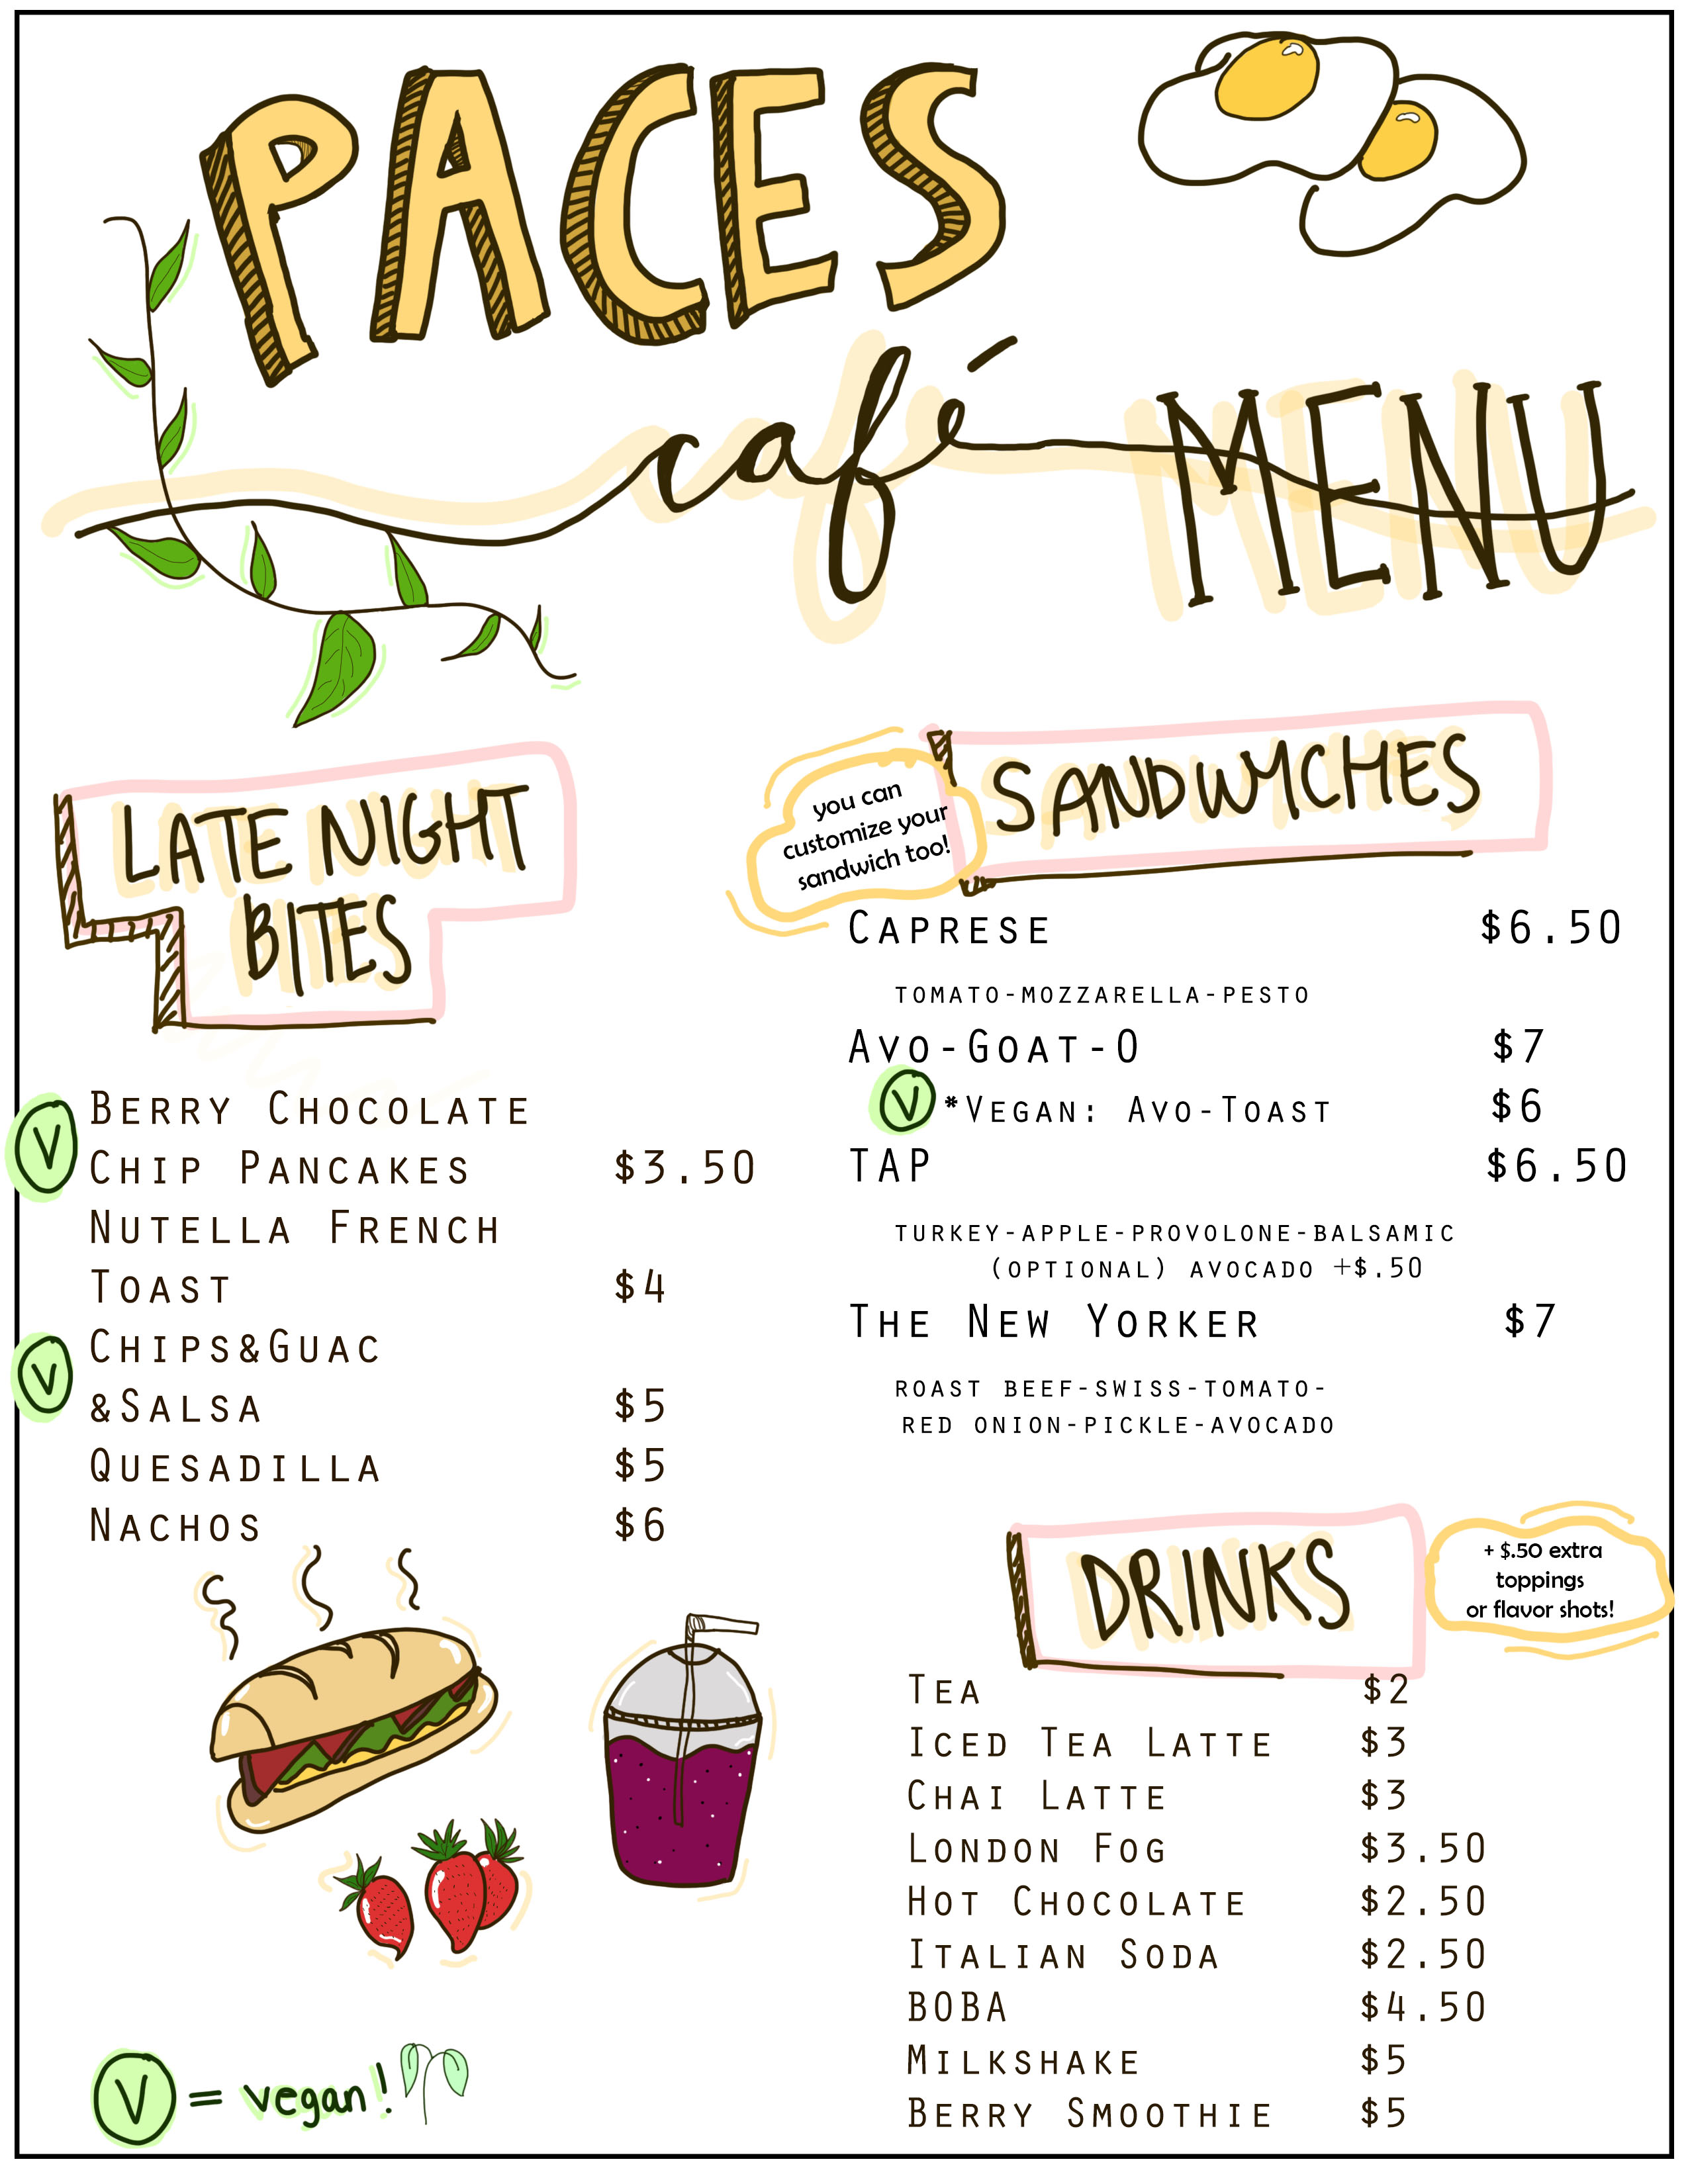 PACES
café MENU
LATE NIGHT
BITES
V
BERRY CHOCOLATE
CHIP PANCAKES $3.50
NUTELLA FRENCH
TOAST $4
V
CHIPS&GUAC
&SALSA $5
QUESADILLA $5
NACHOS $6
V = vegan!
you can
customize your
sandwich too!
SANDWYCHES
CAPRESE $6.50
TOMATO-MOZZARELLA-PESTO
AVO-GOAT-O $7
V *VEGAN: AVO-TOAST $6
TAP $6.50
TURKEY-APPLE-PROVOLONE-BALSAMIC
(OPTIONAL) AVOCADO +$.50
THE NEW YORKER $7
ROAST BEEF-SWISS-TOMATO-
RED ONION-PICKLE-AVOCADO
DRINKS
+ $.50 extra
toppings
or flavor shots!
TEA $2
ICED TEA LATTE $3
CHAI LATTE $3
LONDON FOG $3.50
HOT CHOCOLATE $2.50
ITALIAN SODA $2.50
BOBA $4.50
MILKSHAKE $5
BERRY SMOOTHIE $5